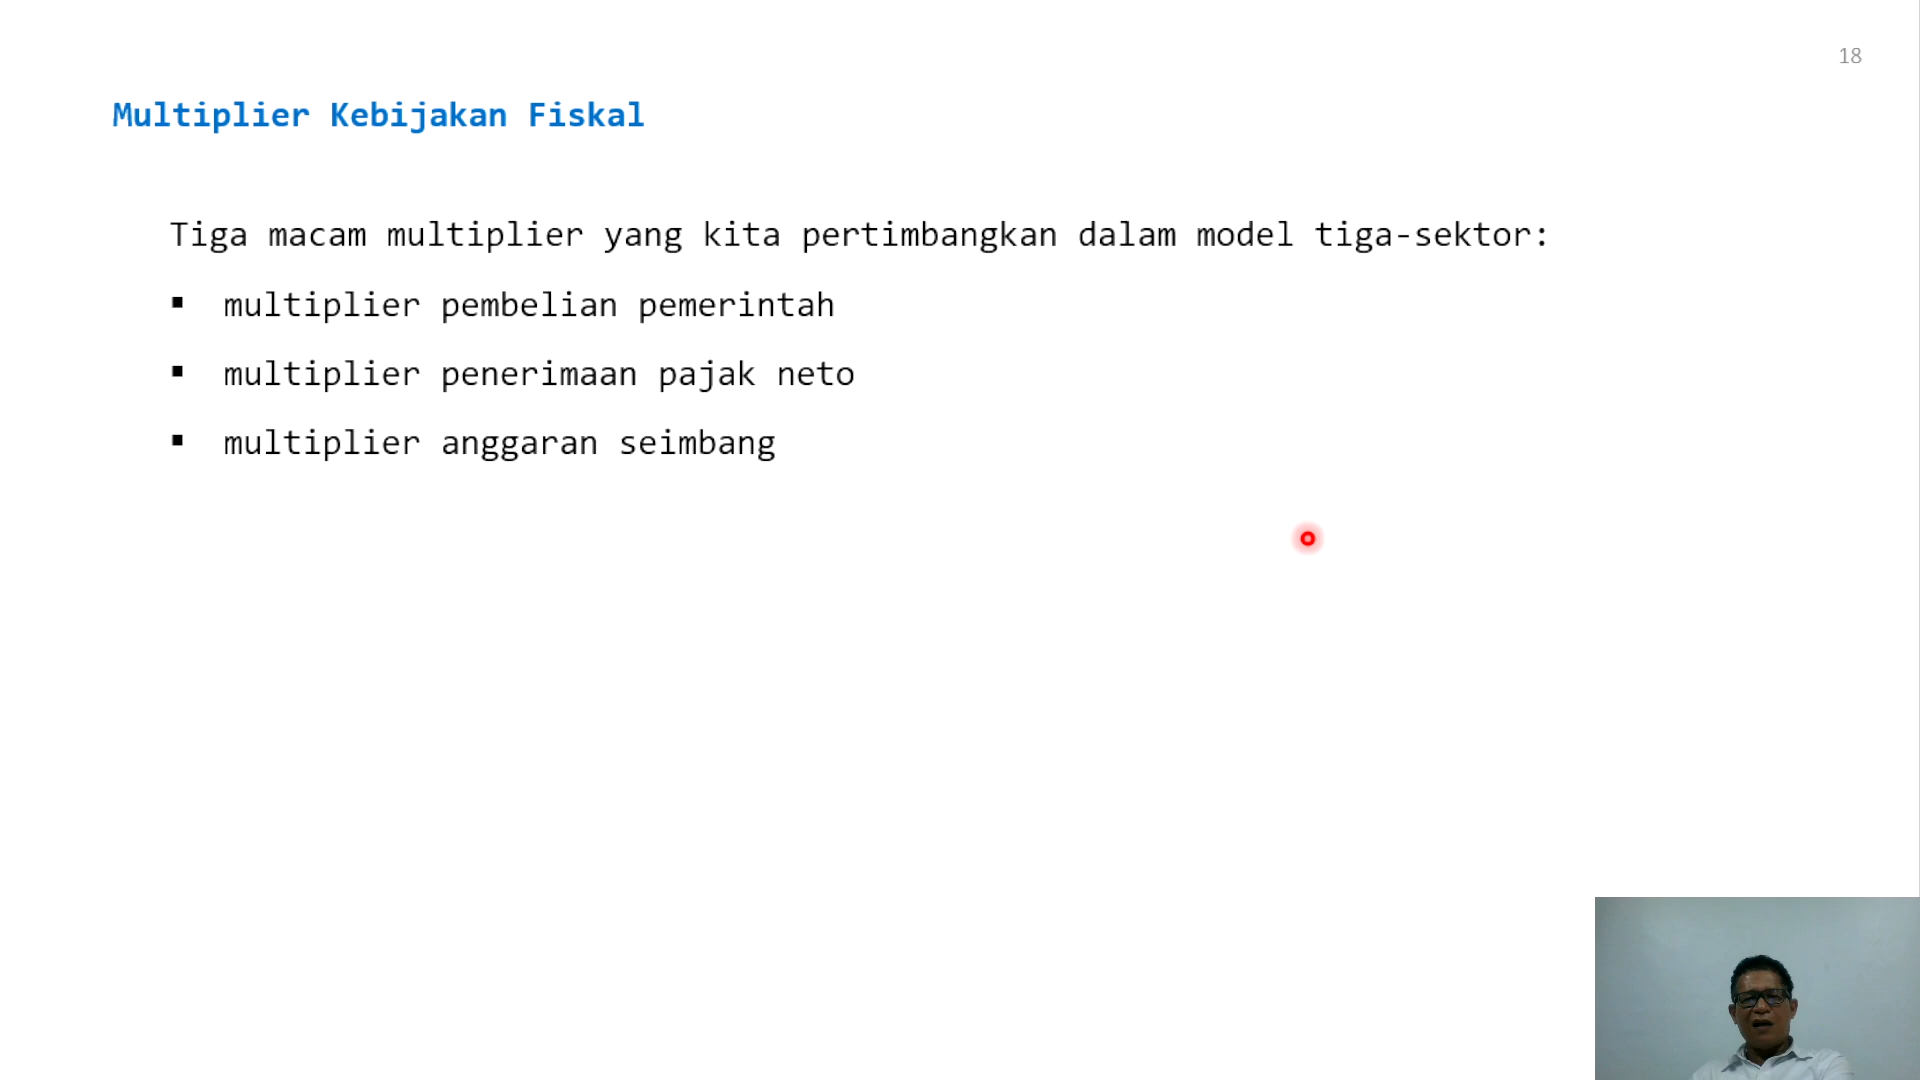 18
Multiplier Kebijakan Fiskal
Tiga macam multiplier yang kita pertimbangkan dalam model tiga-sektor:
▪ multiplier pembelian pemerintah
▪ multiplier penerimaan pajak neto
▪ multiplier anggaran seimbang